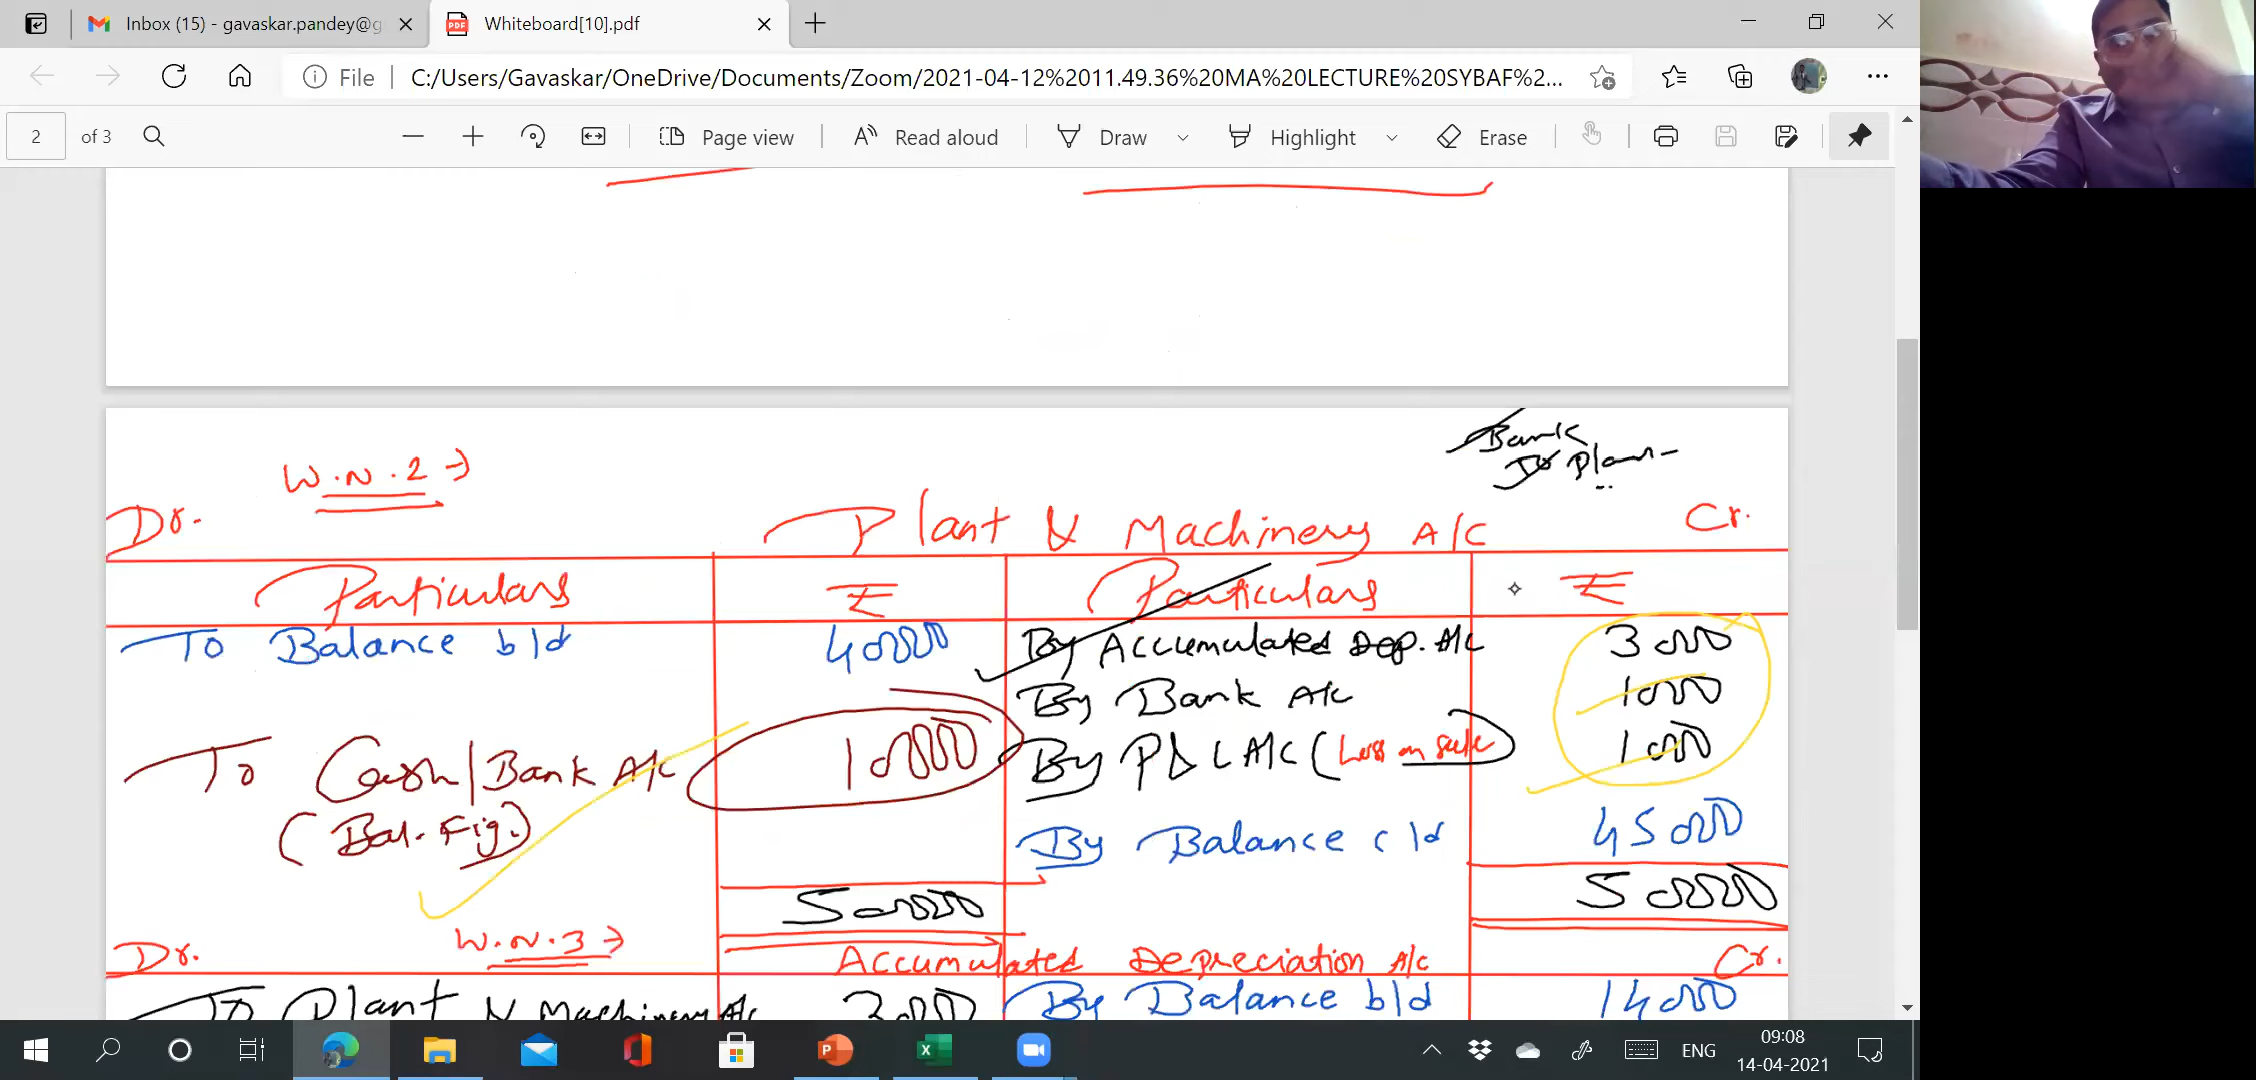 Inbox (15) - gavaskar.pandey@g
Whiteboard[10].pdf
File
C:/Users/Gavaskar/OneDrive/Documents/Zoom/2021-04-12%2011.49.36%20MA%20LECTURE%20SYBAF%2...
2 of 3
Page view
Read aloud
Draw
Highlight
Erase
Bank
Dr Plan-
W.N.2 →
Dr. Plant & Machinery A/C Cr.
Particulars ₹ Particulars ₹
To Balance b/d 40000 By Accumulated Dep. A/c 3000
By Bank A/c 1000
To Cash/Bank A/c 10000 By P&L A/c (Loss on sale) 1000
(Bal. Fig.)
By Balance c/d 45000
50000 50000
W.N.3 →
Dr. Accumulated Depreciation A/c Cr.
To Plant & Machinery A/c 3000 By Balance b/d 14000
ENG
09:08
14-04-2021